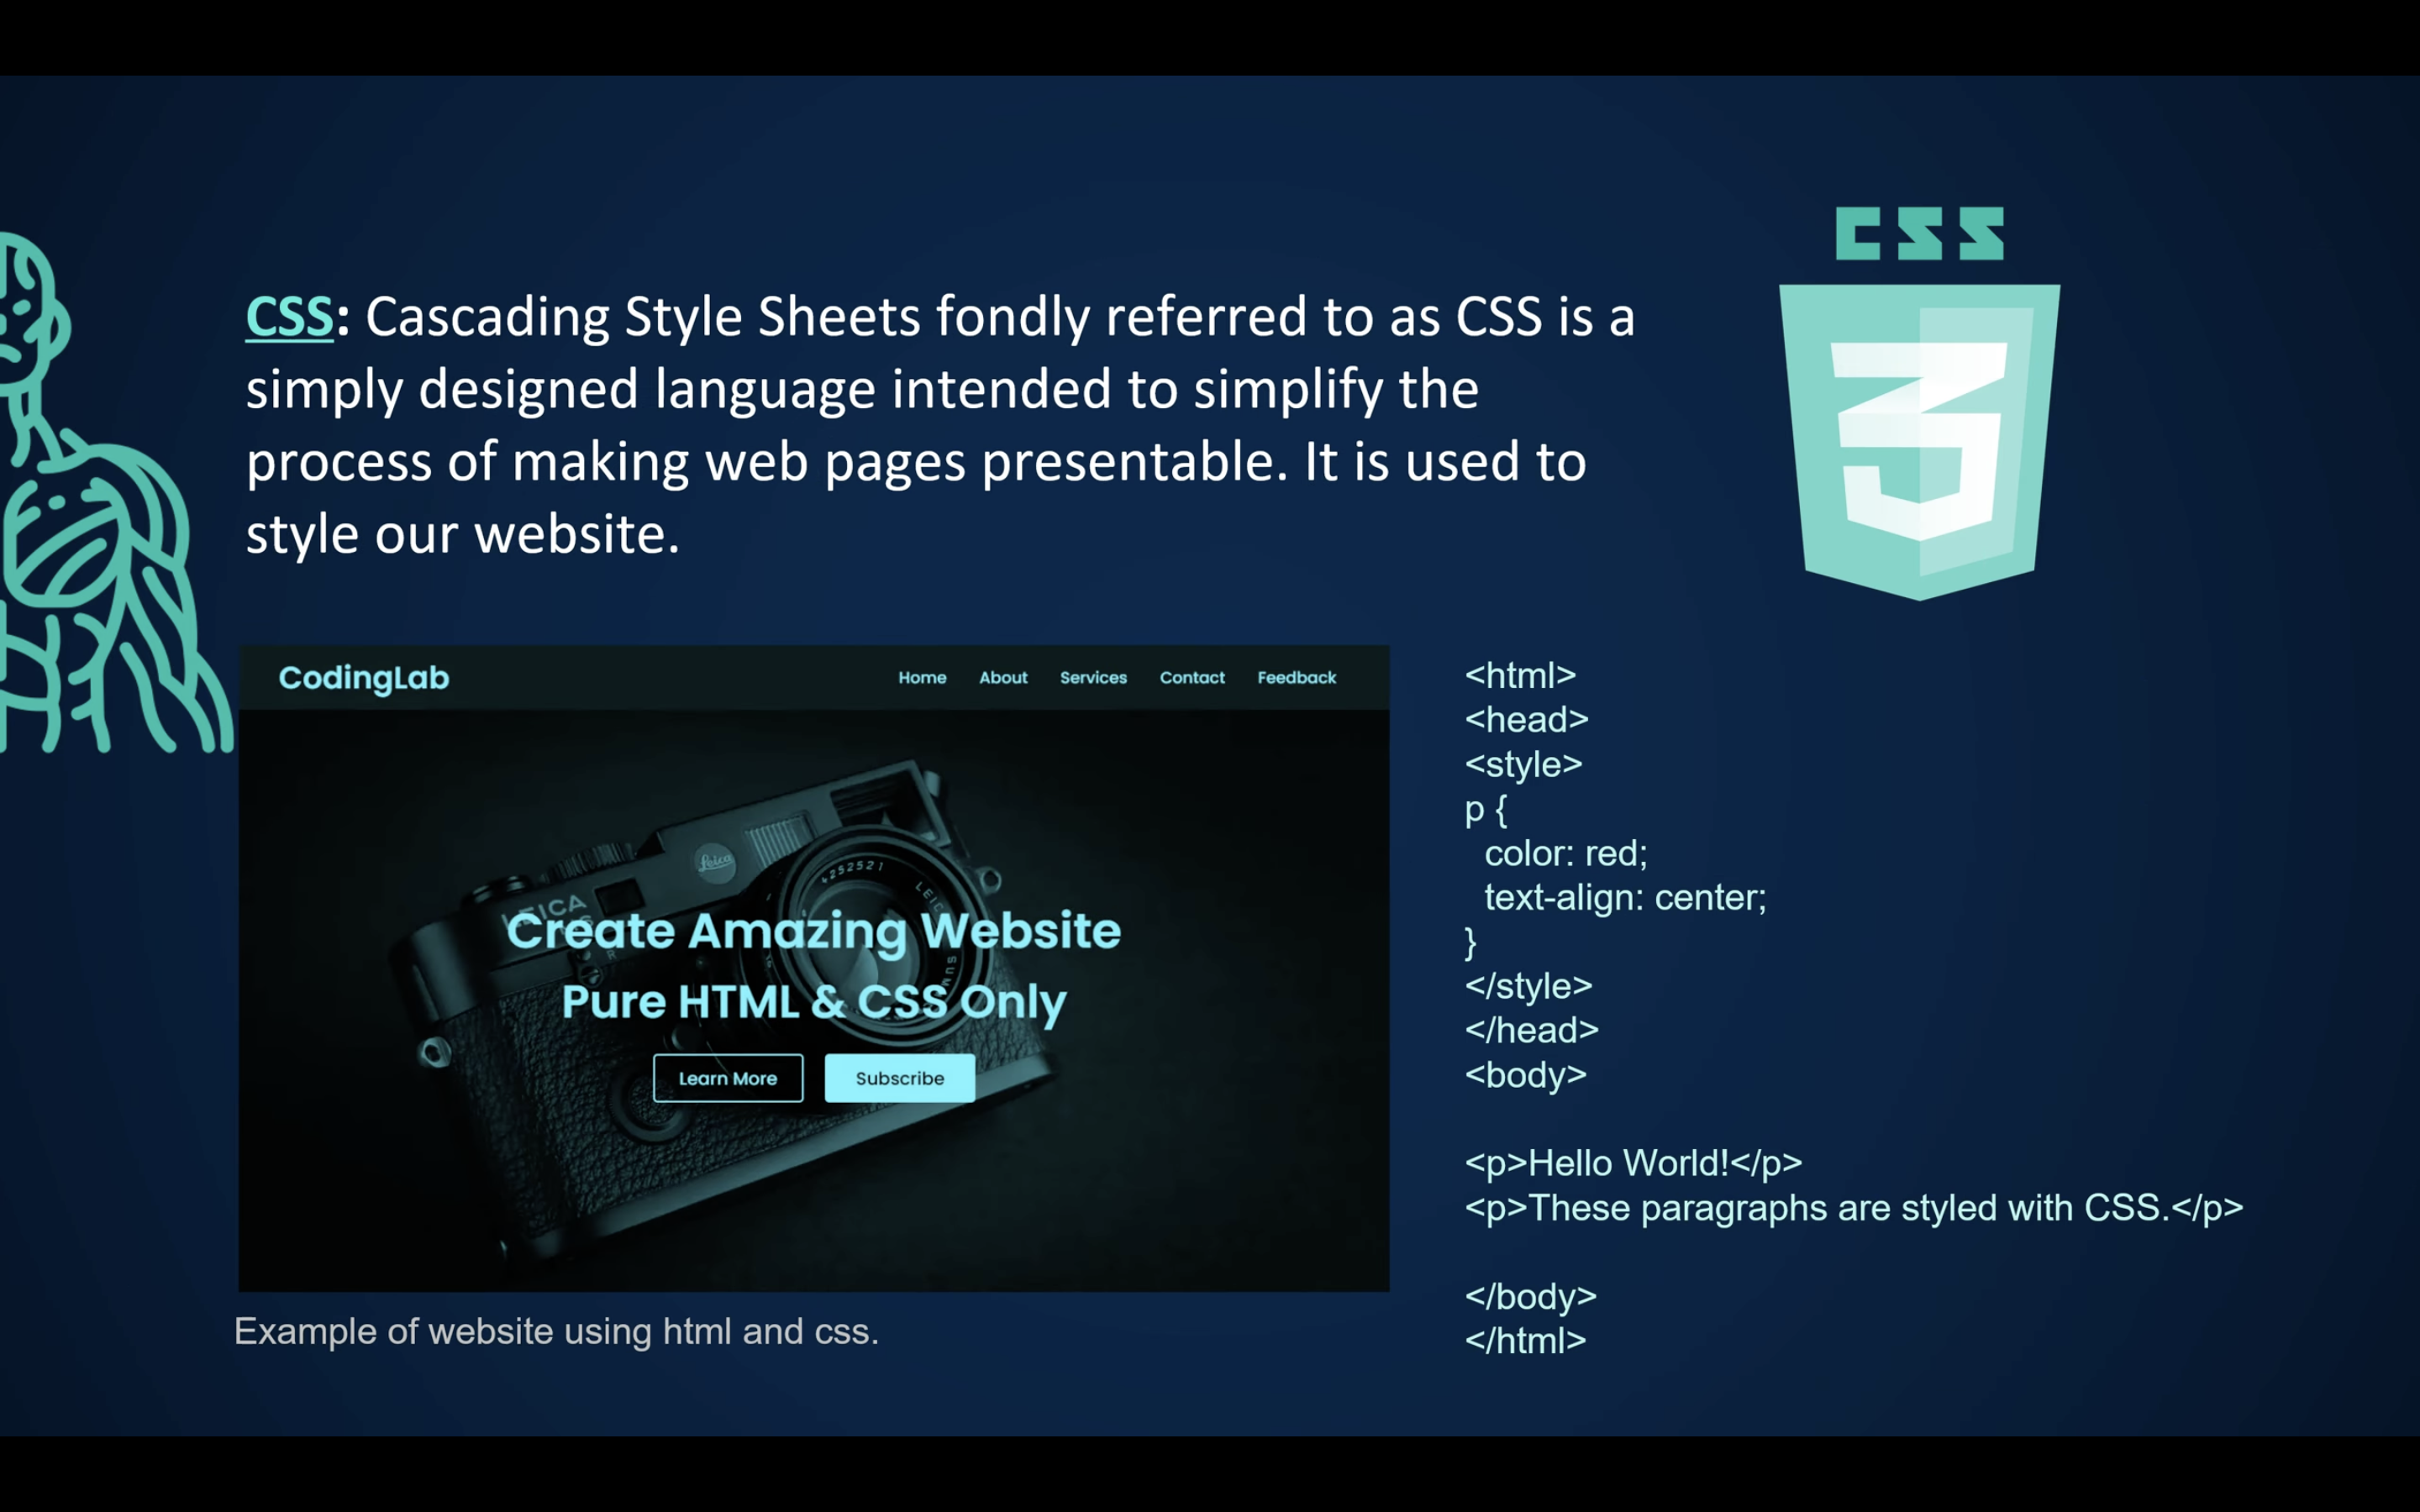 CSS
CSS: Cascading Style Sheets fondly referred to as CSS is a
simply designed language intended to simplify the
process of making web pages presentable. It is used to
style our website.
CodingLab
Home About Services Contact Feedback
Leica
4252521
LEICA
Create Amazing Website
Pure HTML & CSS Only
Learn More Subscribe
Example of website using html and css.
<html>
<head>
<style>
p {
  color: red;
  text-align: center;
}
</style>
</head>
<body>
<p>Hello World!</p>
<p>These paragraphs are styled with CSS.</p>
</body>
</html>